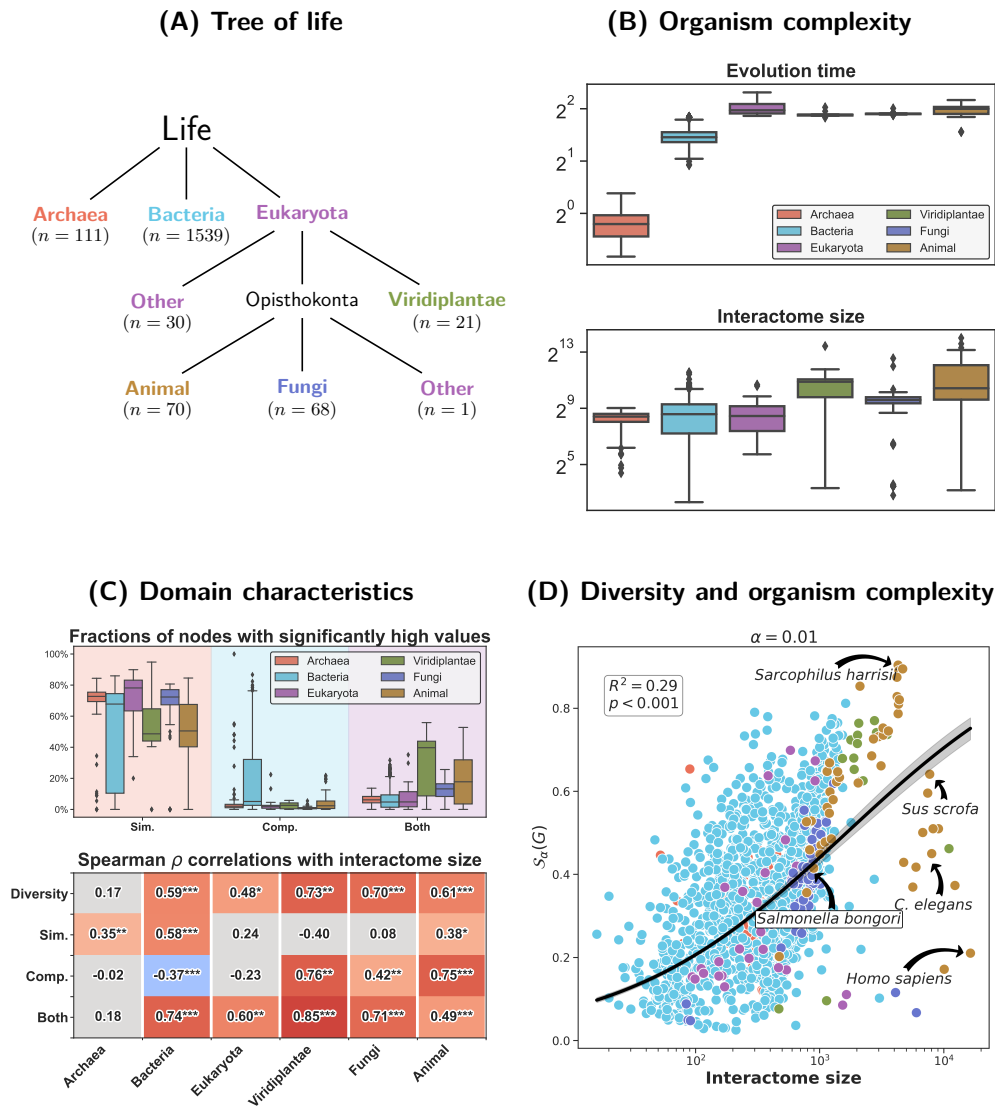 (A) Tree of life
Life
Archaea
(n = 111)
Bacteria
(n = 1539)
Eukaryota
Other
(n = 30)
Opisthokonta
Viridiplantae
(n = 21)
Animal
(n = 70)
Fungi
(n = 68)
Other
(n = 1)
(B) Organism complexity
Evolution time
2^2
2^1
2^0
Archaea
Bacteria
Eukaryota
Viridiplantae
Fungi
Animal
Interactome size
2^13
2^9
2^5
(C) Domain characteristics
Fractions of nodes with significantly high values
100%
80%
60%
40%
20%
0%
Archaea
Bacteria
Eukaryota
Viridiplantae
Fungi
Animal
Sim. Comp. Both
Spearman ρ correlations with interactome size
Diversity 0.17 0.59*** 0.48* 0.73** 0.70*** 0.61***
Sim. 0.35** 0.58*** 0.24 -0.40 0.08 0.38*
Comp. -0.02 -0.37*** -0.23 0.76** 0.42** 0.75***
Both 0.18 0.74*** 0.60** 0.85*** 0.71*** 0.49***
Archaea Bacteria Eukaryota Viridiplantae Fungi Animal
(D) Diversity and organism complexity
α = 0.01
R² = 0.29
p < 0.001
Sarcophilus harrisii
Sus scrofa
C. elegans
Salmonella bongori
Homo sapiens
0.8
0.6
0.4
0.2
0.0
S_α(G)
10^2 10^3 10^4
Interactome size